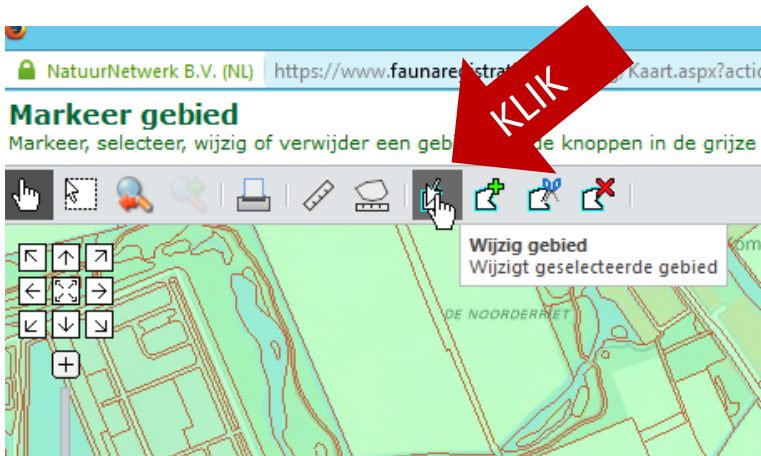 NatuurNetwerk B.V. (NL) https://www.faunaregistrat Kaart.aspx?actio
KLIK
Markeer gebied
Markeer, selecteer, wijzig of verwijder een geb de knoppen in de grijze
Wijzig gebied
Wijzigt geselecteerde gebied
DE NOORDERRIET